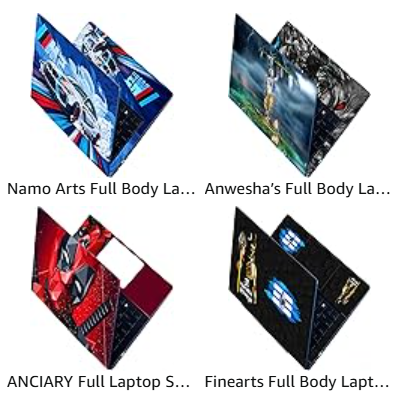 Namo Arts Full Body La...
Anwesha's Full Body La...
ANCIARY Full Laptop S...
Finearts Full Body Lapt...